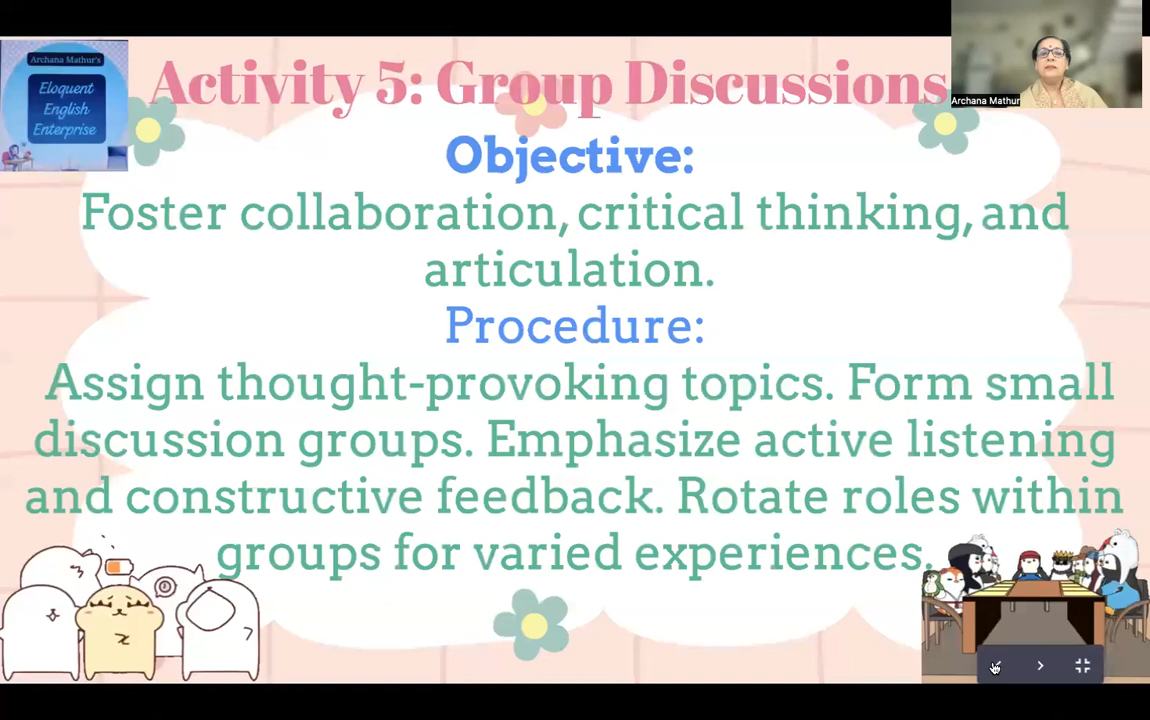 Archana Mathur's
Eloquent
English
Enterprise
Activity 5: Group Discussions
Archana Mathur
Objective:
Foster collaboration, critical thinking, and
articulation.
Procedure:
Assign thought-provoking topics. Form small
discussion groups. Emphasize active listening
and constructive feedback. Rotate roles within
groups for varied experiences.